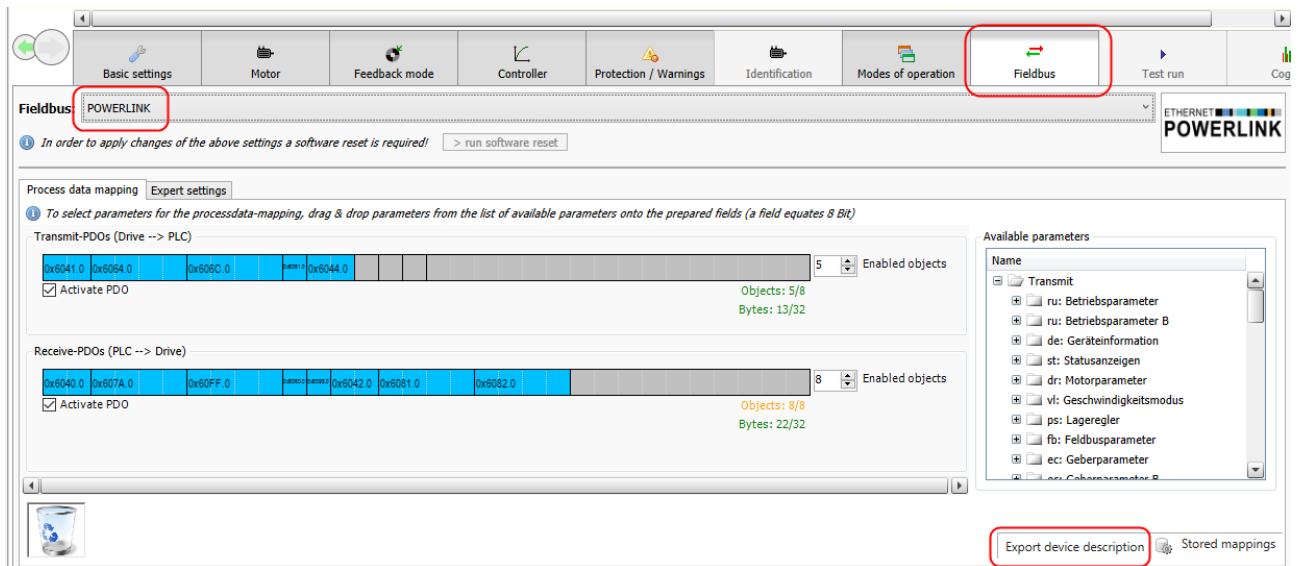 Basic settings Motor Feedback mode Controller Protection / Warnings Identification Modes of operation Fieldbus Test run Cog
Fieldbus: POWERLINK
ETHERNET
POWERLINK
In order to apply changes of the above settings a software reset is required! > run software reset
Process data mapping Expert settings
To select parameters for the processdata-mapping, drag & drop parameters from the list of available parameters onto the prepared fields (a field equates 8 Bit)
Transmit-PDOs (Drive --> PLC)
0x6041.0 0x6064.0 0x606C.0 0x6061.0 0x6044.0 5 Enabled objects
Activate PDO
Objects: 5/8
Bytes: 13/32
Receive-PDOs (PLC --> Drive)
0x6040.0 0x607A.0 0x60FF.0 0x6042.0 0x6081.0 0x6082.0 8 Enabled objects
Activate PDO
Objects: 8/8
Bytes: 22/32
Available parameters
Name
Transmit
ru: Betriebsparameter
ru: Betriebsparameter B
de: Geräteinformation
st: Statusanzeigen
dr: Motorparameter
vl: Geschwindigkeitsmodus
ps: Lageregler
fb: Feldbusparameter
ec: Geberparameter
ec: Geberparameter B
Export device description Stored mappings